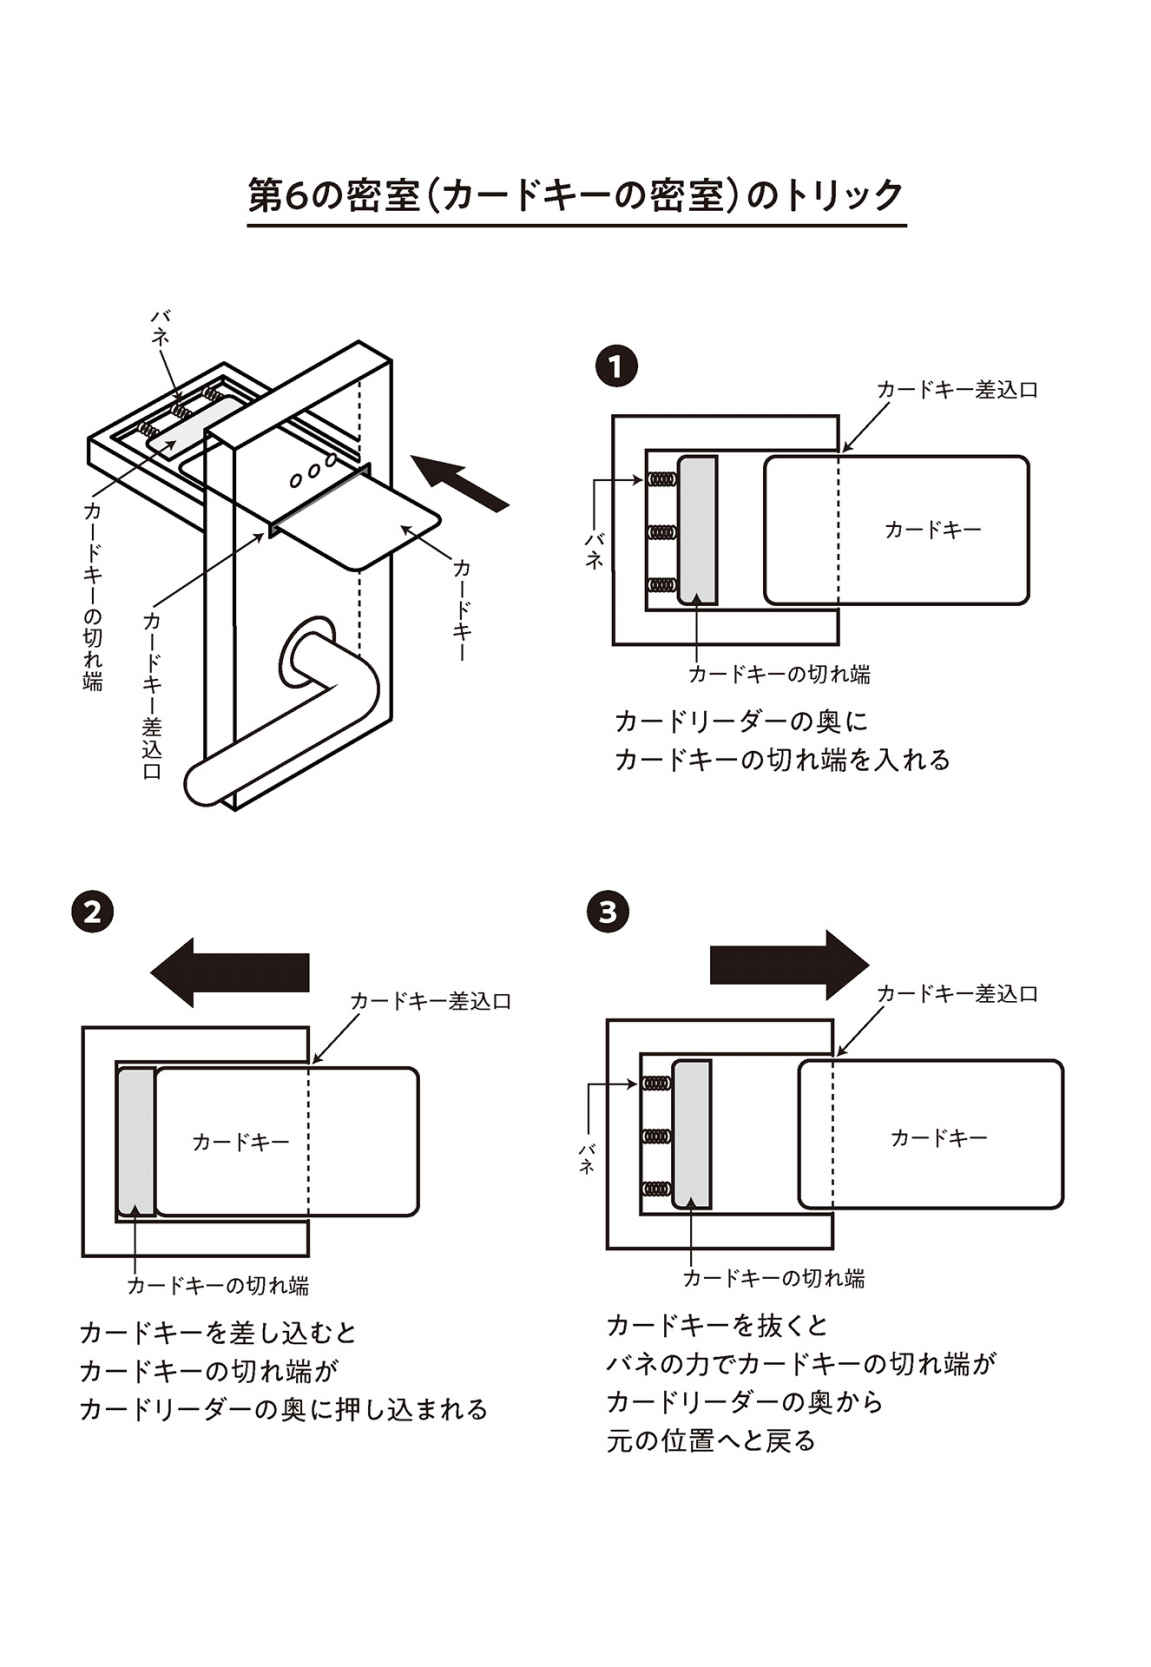 第6の密室（カードキーの密室）のトリック
バネ
カードキーの切れ端
カードキー差込口
カードキー
1
カードキー差込口
バネ
カードキー
カードキーの切れ端
カードリーダーの奥に
カードキーの切れ端を入れる
2
カードキー差込口
カードキー
カードキーの切れ端
カードキーを差し込むと
カードキーの切れ端が
カードリーダーの奥に押し込まれる
3
カードキー差込口
バネ
カードキー
カードキーの切れ端
カードキーを抜くと
バネの力でカードキーの切れ端が
カードリーダーの奥から
元の位置へと戻る